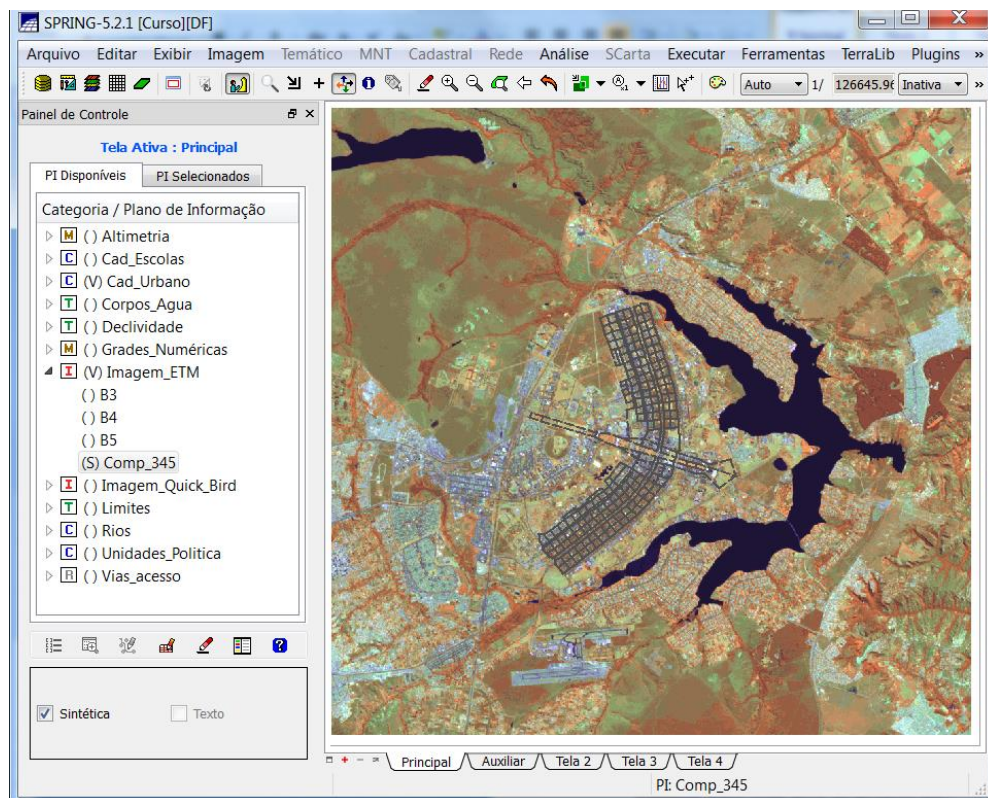 SPRING-5.2.1 [Curso][DF]
Arquivo Editar Exibir Imagem Temático MNT Cadastral Rede Análise SCarta Executar Ferramentas TerraLib Plugins »
Auto 1/ 126645.96 Inativa »
Painel de Controle
Tela Ativa : Principal
PI Disponíveis PI Selecionados
Categoria / Plano de Informação
M ( ) Altimetria
C ( ) Cad_Escolas
C (V) Cad_Urbano
T ( ) Corpos_Agua
T ( ) Declividade
M ( ) Grades_Numéricas
I (V) Imagem_ETM
( ) B3
( ) B4
( ) B5
(S) Comp_345
I ( ) Imagem_Quick_Bird
T ( ) Limites
C ( ) Rios
C ( ) Unidades_Politica
R ( ) Vias_acesso
Sintética Texto
Principal Auxiliar Tela 2 Tela 3 Tela 4
PI: Comp_345